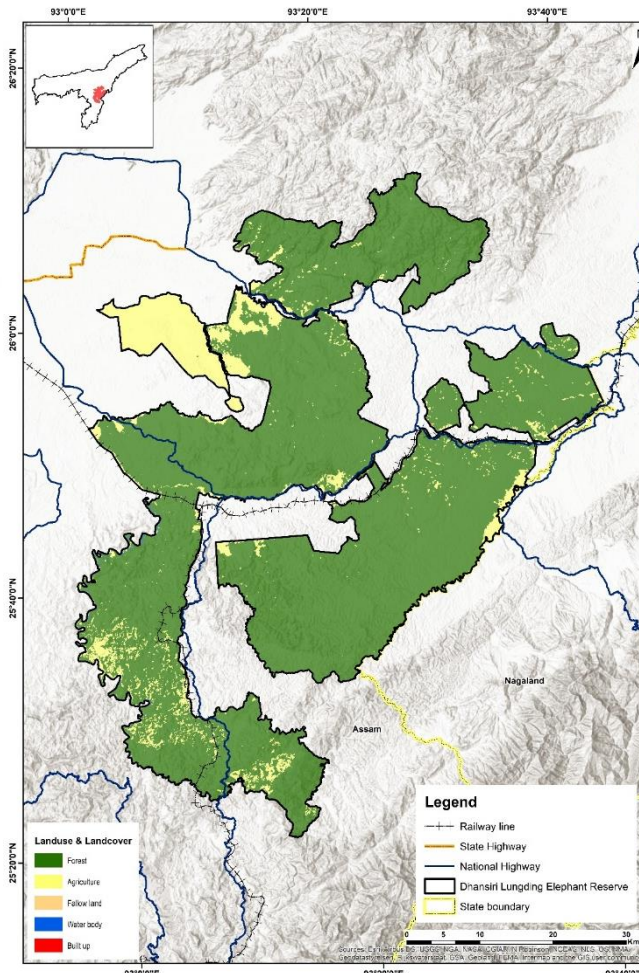 93°0'0"E
93°20'0"E
93°40'0"E
26°20'0"N
26°0'0"N
25°40'0"N
25°20'0"N
Nagaland
Assam
Legend
Railway line
State Highway
National Highway
Dhansiri Lungding Elephant Reserve
State boundary
Landuse & Landcover
Forest
Agriculture
Fallow land
Water body
Built up
0 5 10 20 30
Km